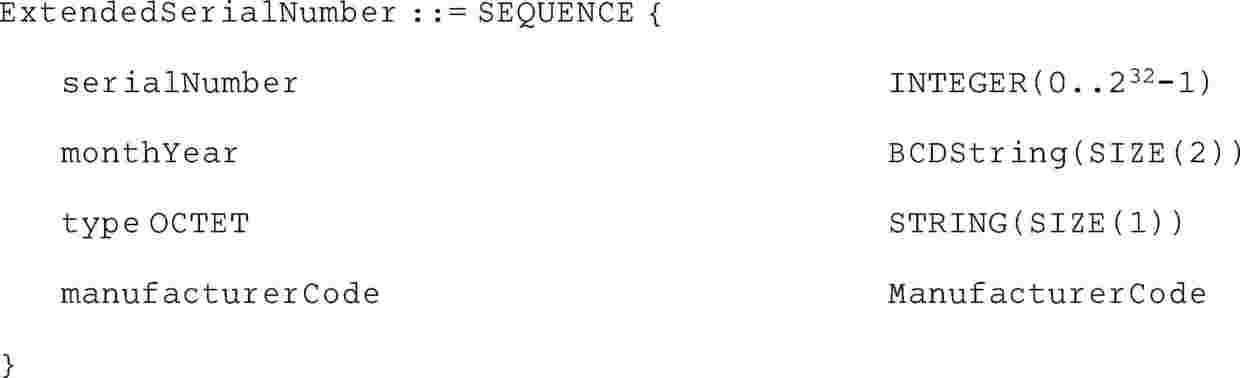 ExtendedSerialNumber ::= SEQUENCE {
serialNumber INTEGER(0..2³²-1)
monthYear BCDString(SIZE(2))
type OCTET STRING(SIZE(1))
manufacturerCode ManufacturerCode
}